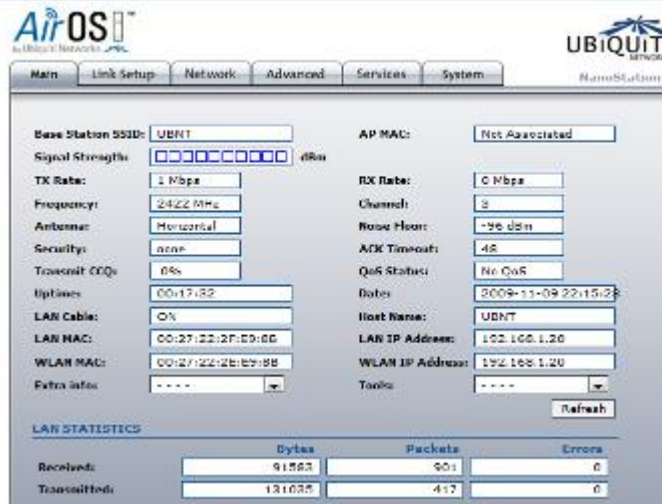 AirOS
by Ubiquiti Networks
UBiQUiTi
NETWORKS
Main Link Setup Network Advanced Services System
NanoStation
Base Station SSID: UBNT AP MAC: Not Associated
Signal Strength: dBm
TX Rate: 1 Mbps RX Rate: 0 Mbps
Frequency: 2422 MHz Channel: 3
Antenna: Horizontal Noise Floor: -96 dBm
Security: none ACK Timeout: 48
Transmit CCQ: 0% QoS Status: No QoS
Uptime: 00:17:32 Date: 2009-11-09 22:15:28
LAN Cable: ON Host Name: UBNT
LAN MAC: LAN IP Address: 192.168.1.20
WLAN MAC: WLAN IP Address: 192.168.1.20
Extra info: - - - - Tools: - - - -
Refresh
LAN STATISTICS
Bytes Packets Errors
Received: 91583 901 0
Transmitted: 131035 417 0